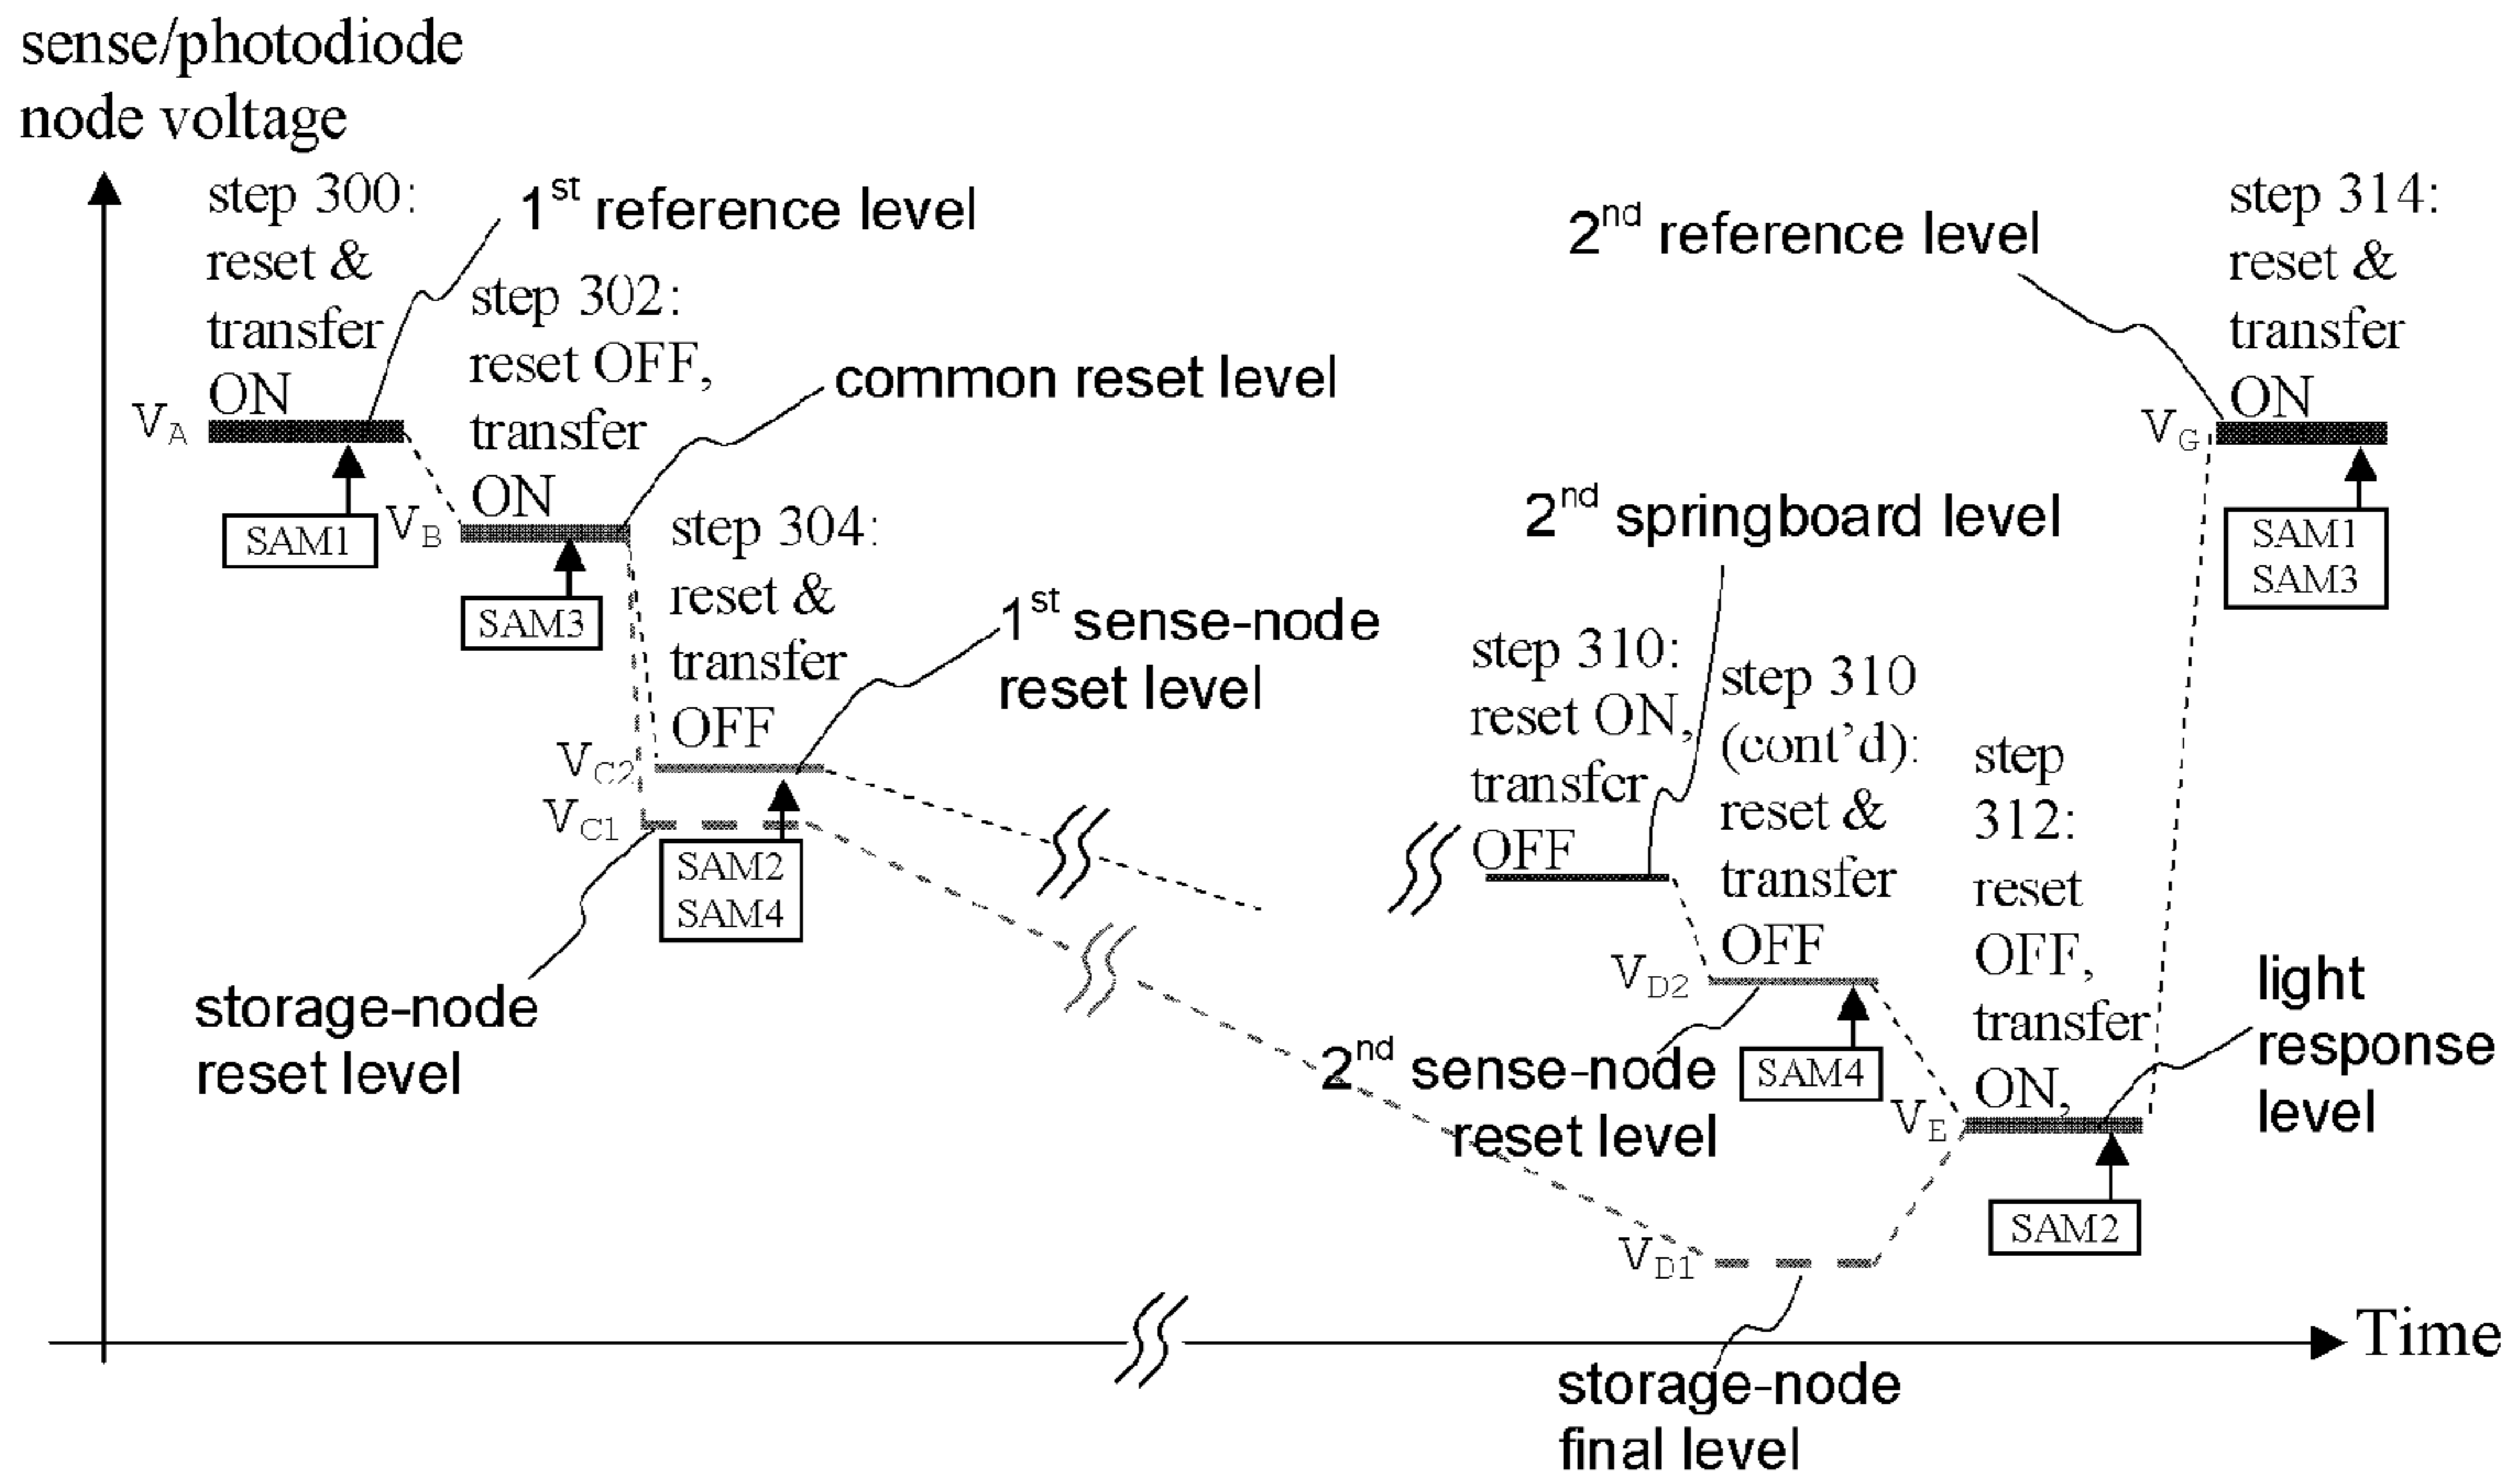 sense/photodiode
node voltage
step 300:
reset &
transfer
ON
1st reference level
step 302:
reset OFF,
transfer
ON
common reset level
VA
SAM1
VB
SAM3
step 304:
reset &
transfer
OFF
1st sense-node
reset level
VC2
VC1
SAM2
SAM4
storage-node
reset level
2nd reference level
step 314:
reset &
transfer
ON
VG
SAM1
SAM3
2nd springboard level
step 310:
reset ON,
transfer
OFF
step 310
(cont'd):
reset &
transfer
OFF
VD2
SAM4
2nd sense-node
reset level
step
312:
reset
OFF,
transfer
ON,
VE
SAM2
light
response
level
VD1
storage-node
final level
Time